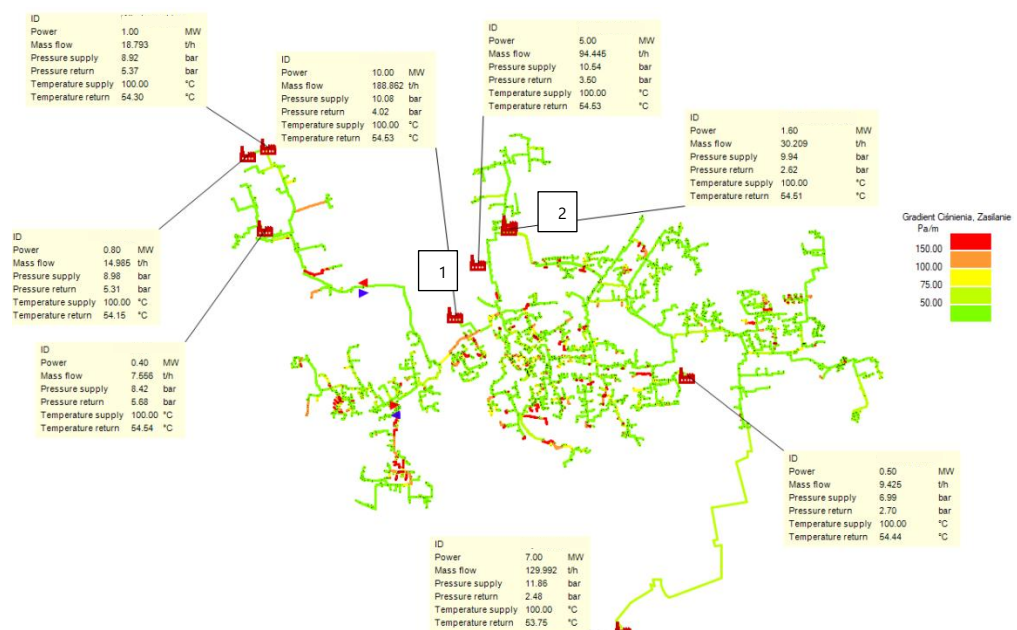 ID
Power 1.00 MW
Mass flow 18.793 t/h
Pressure supply 8.92 bar
Pressure return 5.37 bar
Temperature supply 100.00 °C
Temperature return 54.30 °C
ID
Power 10.00 MW
Mass flow 188.862 t/h
Pressure supply 10.08 bar
Pressure return 4.02 bar
Temperature supply 100.00 °C
Temperature return 54.53 °C
ID
Power 5.00 MW
Mass flow 94.445 t/h
Pressure supply 10.54 bar
Pressure return 3.50 bar
Temperature supply 100.00 °C
Temperature return 54.53 °C
ID
Power 1.60 MW
Mass flow 30.209 t/h
Pressure supply 9.94 bar
Pressure return 2.62 bar
Temperature supply 100.00 °C
Temperature return 54.51 °C
2
1
Gradient Ciśnienia, Zasilanie
Pa/m
150.00
100.00
75.00
50.00
ID
Power 0.80 MW
Mass flow 14.985 t/h
Pressure supply 8.98 bar
Pressure return 5.31 bar
Temperature supply 100.00 °C
Temperature return 54.15 °C
ID
Power 0.40 MW
Mass flow 7.556 t/h
Pressure supply 8.42 bar
Pressure return 5.68 bar
Temperature supply 100.00 °C
Temperature return 54.54 °C
ID
Power 0.50 MW
Mass flow 9.425 t/h
Pressure supply 6.99 bar
Pressure return 2.70 bar
Temperature supply 100.00 °C
Temperature return 54.44 °C
ID
Power 7.00 MW
Mass flow 129.992 t/h
Pressure supply 11.86 bar
Pressure return 2.48 bar
Temperature supply 100.00 °C
Temperature return 53.75 °C